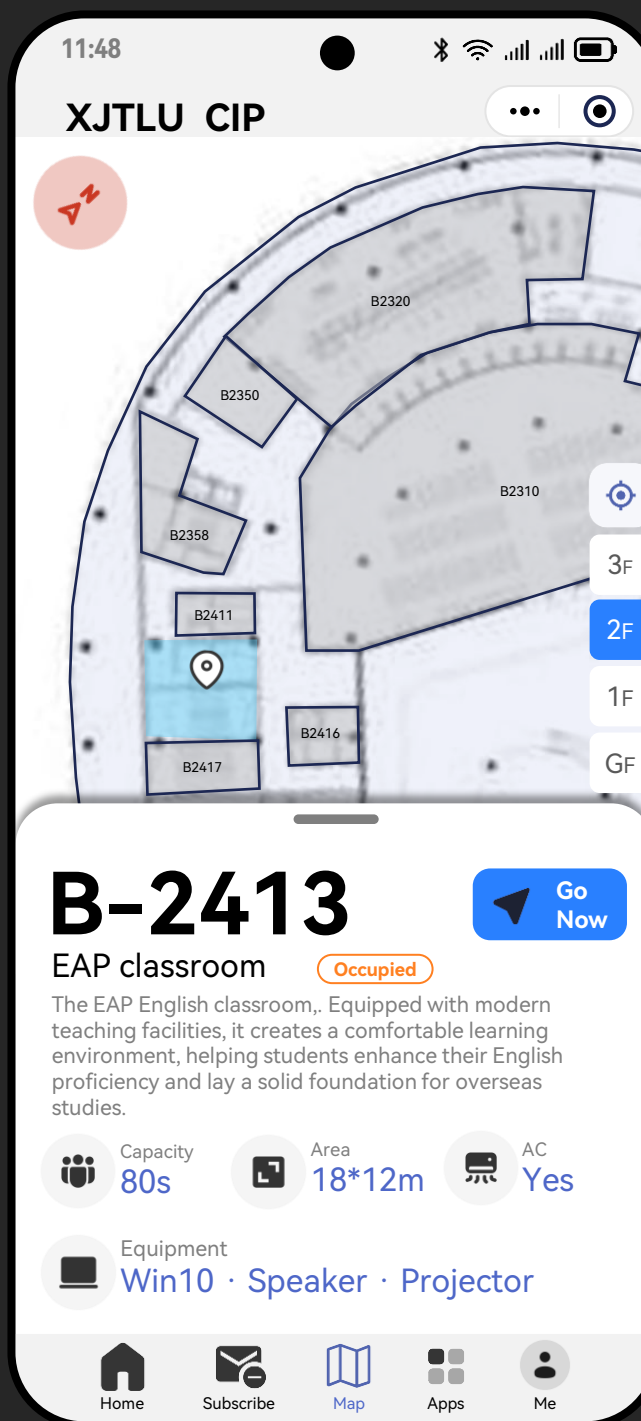 11:48
XJTLU CIP
N
B2320
B2350
B2310
B2358
3F
B2411
2F
1F
B2416
B2417
GF
B-2413
Go
Now
EAP classroom
Occupied
The EAP English classroom,. Equipped with modern
teaching facilities, it creates a comfortable learning
environment, helping students enhance their English
proficiency and lay a solid foundation for overseas
studies.
Capacity
80s
Area
18*12m
AC
Yes
Equipment
Win10 · Speaker · Projector
Home
Subscribe
Map
Apps
Me